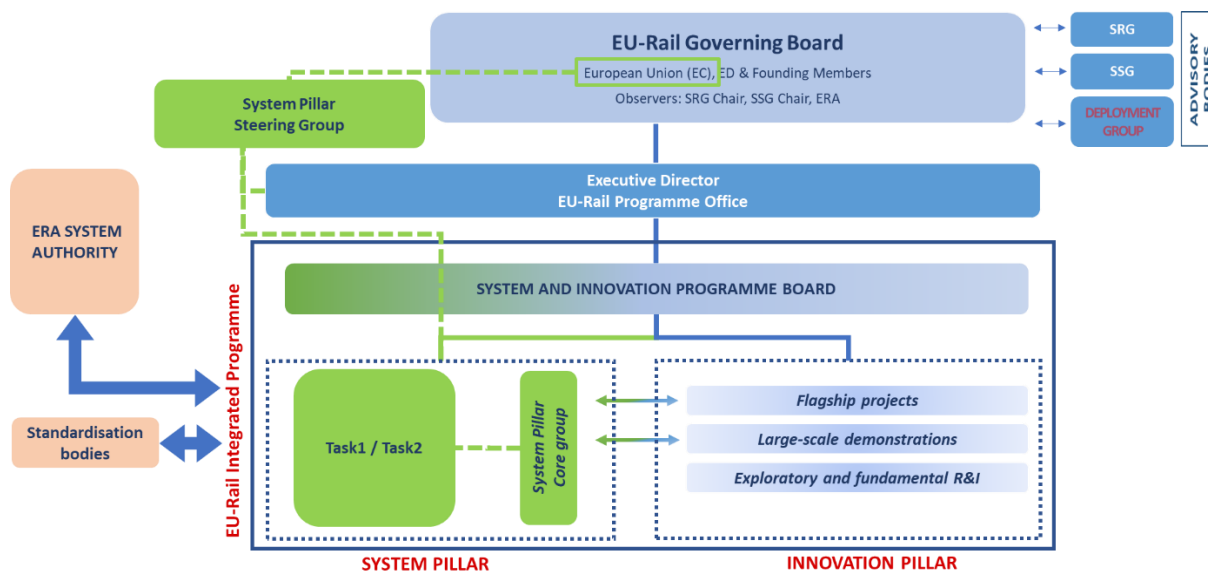 EU-Rail Governing Board
European Union (EC), ED & Founding Members
Observers: SRG Chair, SSG Chair, ERA
SRG
SSG
DEPLOYMENT
GROUP
ADVISORY
BODIES
System Pillar
Steering Group
Executive Director
EU-Rail Programme Office
ERA SYSTEM
AUTHORITY
SYSTEM AND INNOVATION PROGRAMME BOARD
EU-Rail Integrated Programme
Standardisation
bodies
Task1 / Task2
System Pillar
Core group
Flagship projects
Large-scale demonstrations
Exploratory and fundamental R&I
SYSTEM PILLAR
INNOVATION PILLAR